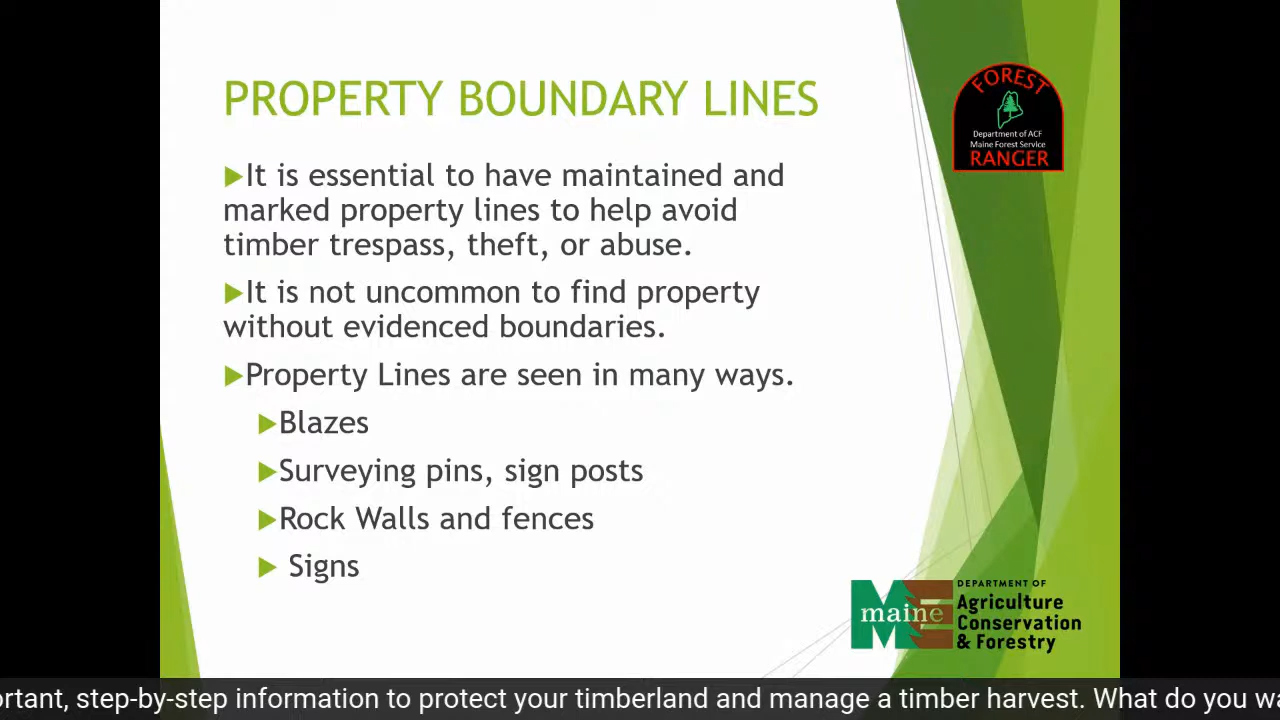 PROPERTY BOUNDARY LINES
FOREST
Department of ACF
Maine Forest Service
RANGER
It is essential to have maintained and
marked property lines to help avoid
timber trespass, theft, or abuse.
It is not uncommon to find property
without evidenced boundaries.
Property Lines are seen in many ways.
Blazes
Surveying pins, sign posts
Rock Walls and fences
Signs
maine
DEPARTMENT OF
Agriculture
Conservation
& Forestry
step-by-step information to protect your timberland and manage a timber harvest. What do you